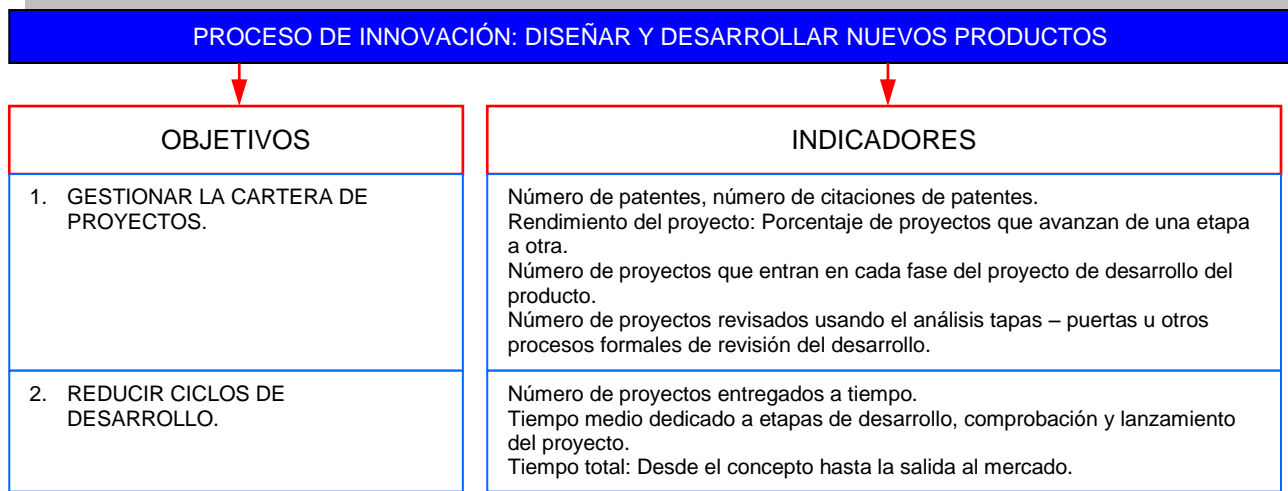 PROCESO DE INNOVACIÓN: DISEÑAR Y DESARROLLAR NUEVOS PRODUCTOS
OBJETIVOS
INDICADORES
1. GESTIONAR LA CARTERA DE
PROYECTOS.
Número de patentes, número de citaciones de patentes.
Rendimiento del proyecto: Porcentaje de proyectos que avanzan de una etapa
a otra.
Número de proyectos que entran en cada fase del proyecto de desarrollo del
producto.
Número de proyectos revisados usando el análisis tapas – puertas u otros
procesos formales de revisión del desarrollo.
2. REDUCIR CICLOS DE
DESARROLLO.
Número de proyectos entregados a tiempo.
Tiempo medio dedicado a etapas de desarrollo, comprobación y lanzamiento
del proyecto.
Tiempo total: Desde el concepto hasta la salida al mercado.